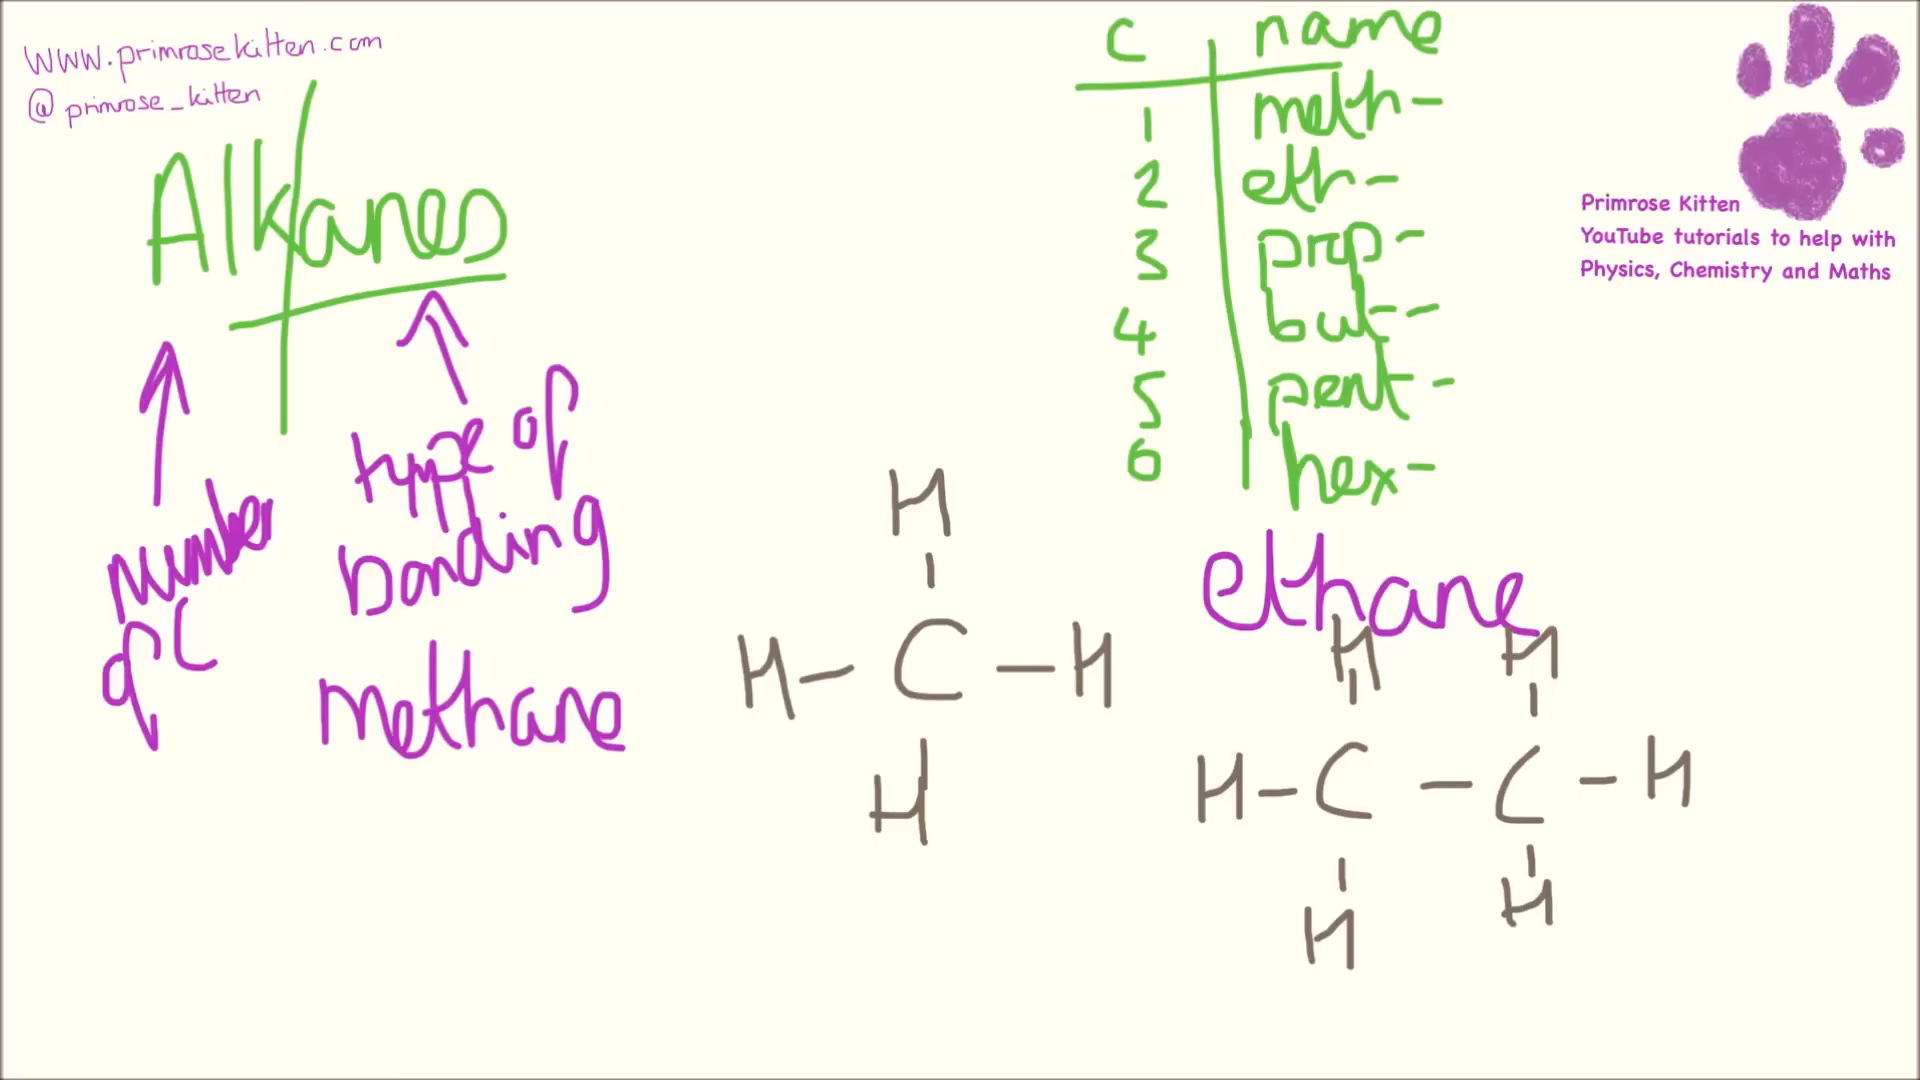 www.primrosekitten.com
@primrose_kitten
Alkanes
number
of C
type of
bonding
methane
H
H - C - H
H
C name
1 meth-
2 eth-
3 prop-
4 but-
5 pent-
6 hex-
ethane
H H
H - C - C - H
H H
Primrose Kitten
YouTube tutorials to help with
Physics, Chemistry and Maths